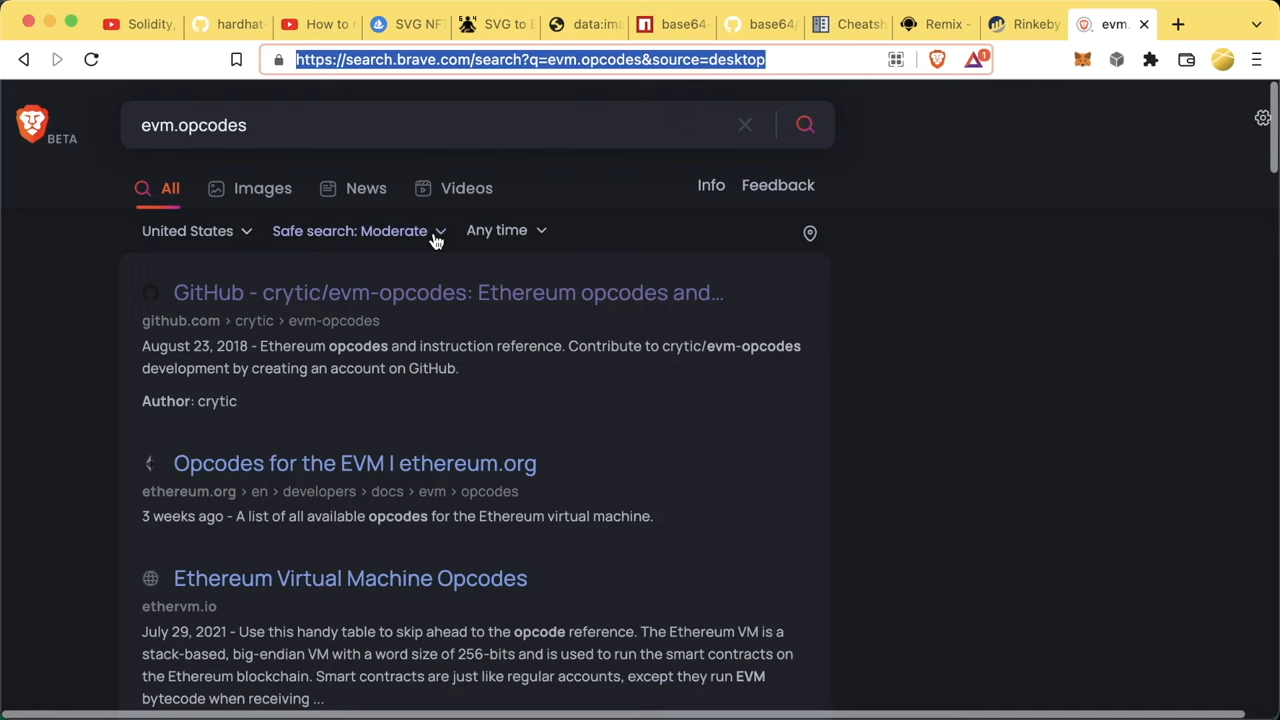 Solidity,
hardhat-
How to r
SVG NF
SVG to E
data:ima
base64-
base64/
Cheatsh
Remix -
Rinkeby
evm.
https://search.brave.com/search?q=evm.opcodes&source=desktop
1
BETA
evm.opcodes
All
Images
News
Videos
Info
Feedback
United States
Safe search: Moderate
Any time
GitHub - crytic/evm-opcodes: Ethereum opcodes and...
github.com › crytic › evm-opcodes
August 23, 2018 - Ethereum opcodes and instruction reference. Contribute to crytic/evm-opcodes
development by creating an account on GitHub.
Author: crytic
Opcodes for the EVM | ethereum.org
ethereum.org › en › developers › docs › evm › opcodes
3 weeks ago - A list of all available opcodes for the Ethereum virtual machine.
Ethereum Virtual Machine Opcodes
ethervm.io
July 29, 2021 - Use this handy table to skip ahead to the opcode reference. The Ethereum VM is a
stack-based, big-endian VM with a word size of 256-bits and is used to run the smart contracts on
the Ethereum blockchain. Smart contracts are just like regular accounts, except they run EVM
bytecode when receiving ...